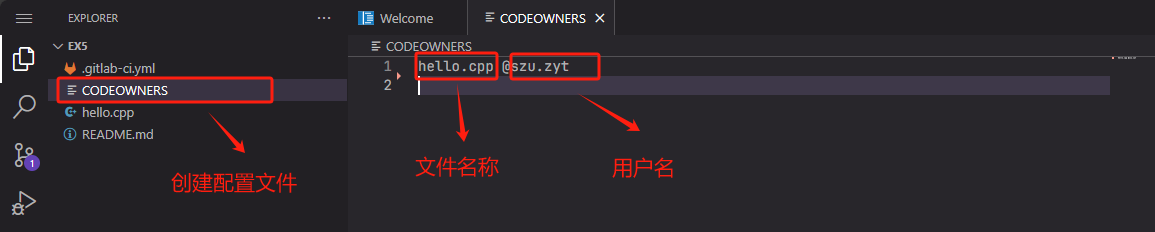 EXPLORER
Welcome
CODEOWNERS
EX5
.gitlab-ci.yml
CODEOWNERS
hello.cpp
README.md
CODEOWNERS
1
hello.cpp @szu.zyt
2
创建配置文件
文件名称
用户名
1